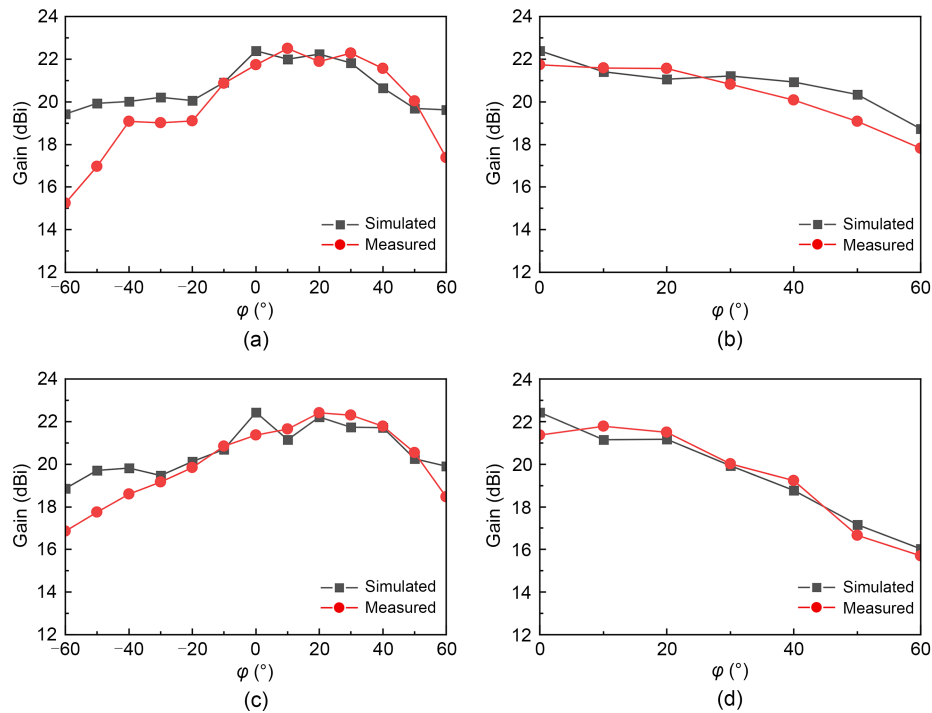 24
22
20
18
16
14
12
Gain (dBi)
Simulated
Measured
−60 −40 −20 0 20 40 60
φ (°)
(a)
24
22
20
18
16
14
12
Gain (dBi)
Simulated
Measured
0 20 40 60
φ (°)
(b)
24
22
20
18
16
14
12
Gain (dBi)
Simulated
Measured
−60 −40 −20 0 20 40 60
φ (°)
(c)
24
22
20
18
16
14
12
Gain (dBi)
Simulated
Measured
0 20 40 60
φ (°)
(d)